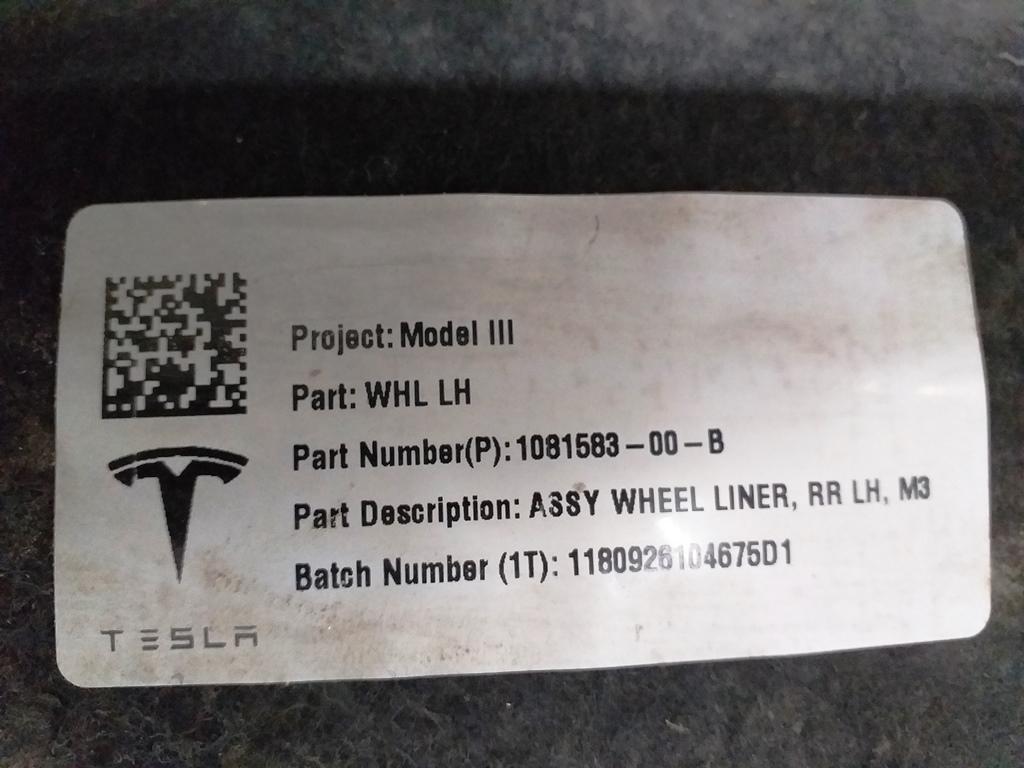 Project: Model III
Part: WHL LH
Part Number(P): 1081583-00-B
Part Description: ASSY WHEEL LINER, RR LH, M3
Batch Number (1T): 1180926104675D1
TESLA